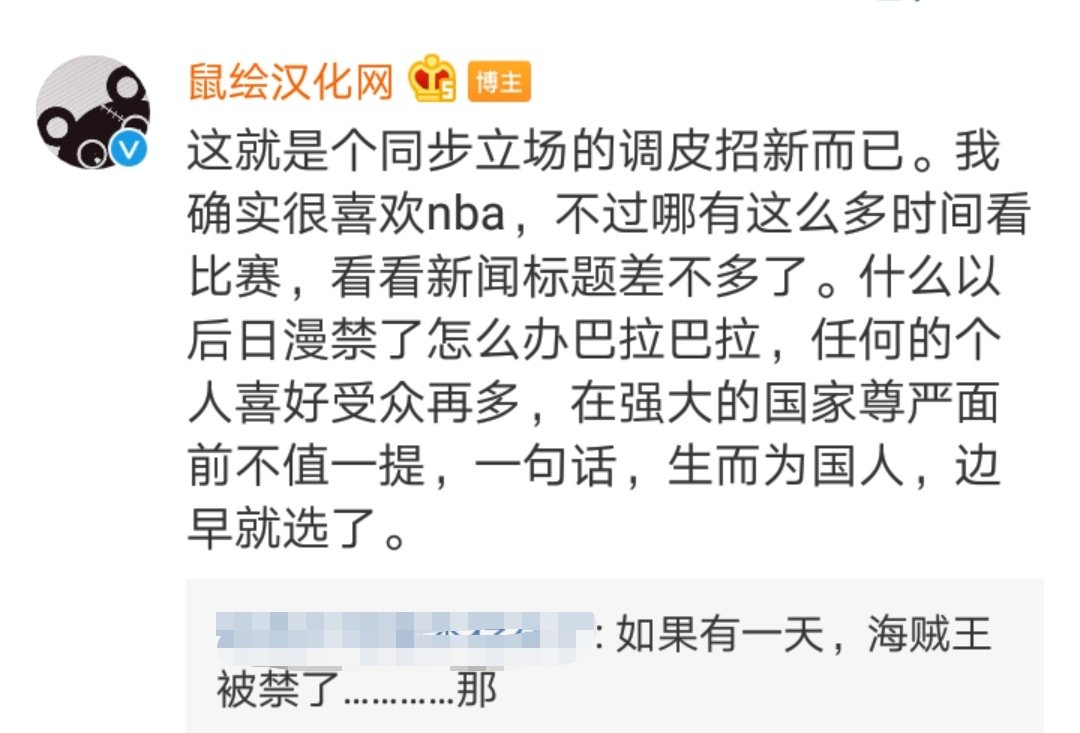 鼠绘汉化网 5 博主
V
这就是个同步立场的调皮招新而已。我
确实很喜欢nba，不过哪有这么多时间看
比赛，看看新闻标题差不多了。什么以
后日漫禁了怎么办巴拉巴拉，任何的个
人喜好受众再多，在强大的国家尊严面
前不值一提，一句话，生而为国人，边
早就选了。
: 如果有一天，海贼王
被禁了…………那